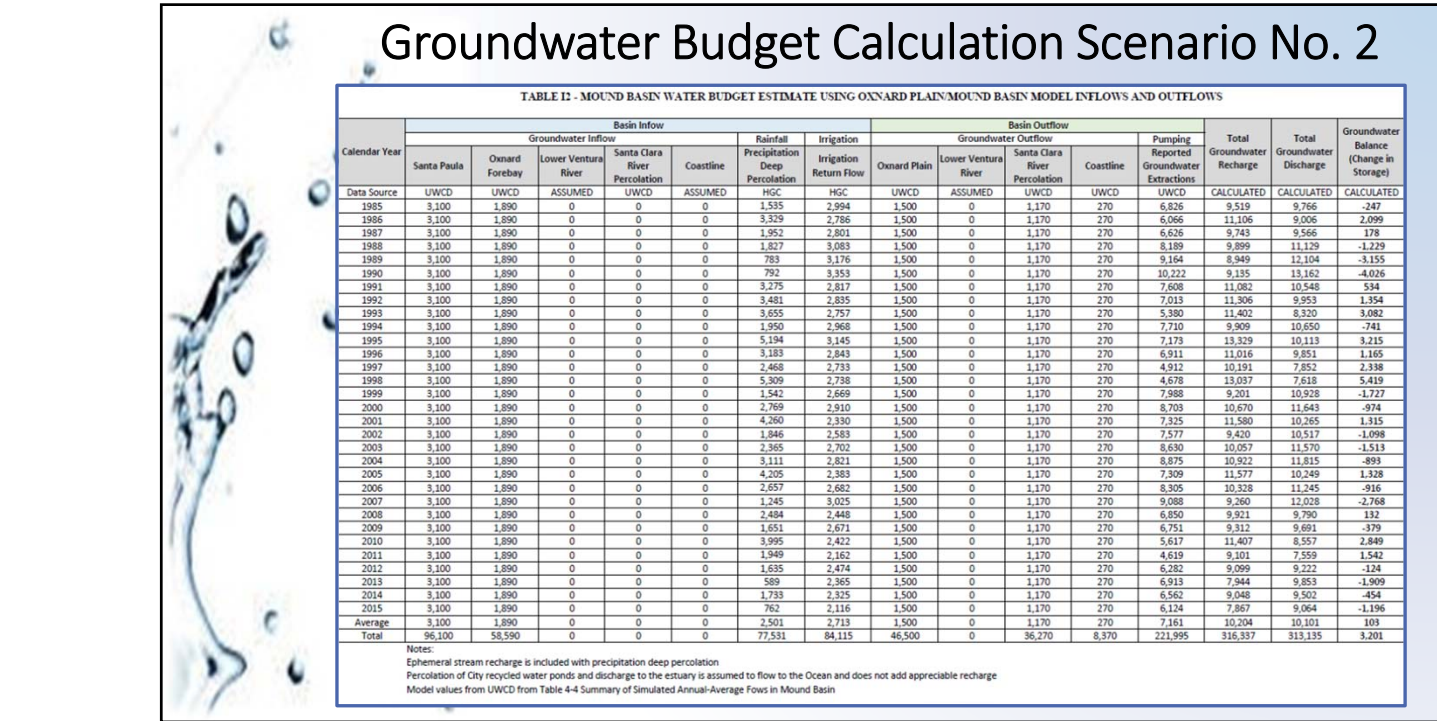 Groundwater Budget Calculation Scenario No. 2
TABLE I2 - MOUND BASIN WATER BUDGET ESTIMATE USING OXNARD PLAIN/MOUND BASIN MODEL INFLOWS AND OUTFLOWS
Calendar Year Basin Infow Basin Outflow Total Groundwater Recharge Total Groundwater Discharge Groundwater Balance (Change in Storage)
Groundwater Inflow Rainfall Irrigation Groundwater Outflow Pumping
Santa Paula Oxnard Forebay Lower Ventura River Santa Clara River Percolation Coastline Precipitation Deep Percolation Irrigation Return Flow Oxnard Plain Lower Ventura River Santa Clara River Percolation Coastline Reported Groundwater Extractions
Data Source UWCD UWCD ASSUMED UWCD ASSUMED HGC HGC UWCD ASSUMED UWCD UWCD UWCD CALCULATED CALCULATED CALCULATED
1985 3,100 1,890 0 0 0 1,535 2,994 1,500 0 1,170 270 6,826 9,519 9,766 -247
1986 3,100 1,890 0 0 0 3,329 2,786 1,500 0 1,170 270 6,066 11,106 9,006 2,099
1987 3,100 1,890 0 0 0 1,952 2,801 1,500 0 1,170 270 6,626 9,743 9,566 178
1988 3,100 1,890 0 0 0 1,827 3,083 1,500 0 1,170 270 8,189 9,899 11,129 -1,229
1989 3,100 1,890 0 0 0 783 3,176 1,500 0 1,170 270 9,164 8,949 12,104 -3,155
1990 3,100 1,890 0 0 0 792 3,353 1,500 0 1,170 270 10,222 9,135 13,162 -4,026
1991 3,100 1,890 0 0 0 3,275 2,817 1,500 0 1,170 270 7,608 11,082 10,548 534
1992 3,100 1,890 0 0 0 3,481 2,835 1,500 0 1,170 270 7,013 11,306 9,953 1,354
1993 3,100 1,890 0 0 0 3,655 2,757 1,500 0 1,170 270 5,380 11,402 8,320 3,082
1994 3,100 1,890 0 0 0 1,950 2,968 1,500 0 1,170 270 7,710 9,909 10,650 -741
1995 3,100 1,890 0 0 0 5,194 3,145 1,500 0 1,170 270 7,173 13,329 10,113 3,215
1996 3,100 1,890 0 0 0 3,183 2,843 1,500 0 1,170 270 6,911 11,016 9,851 1,165
1997 3,100 1,890 0 0 0 2,468 2,733 1,500 0 1,170 270 4,912 10,191 7,852 2,338
1998 3,100 1,890 0 0 0 5,309 2,738 1,500 0 1,170 270 4,678 13,037 7,618 5,419
1999 3,100 1,890 0 0 0 1,542 2,669 1,500 0 1,170 270 7,988 9,201 10,928 -1,727
2000 3,100 1,890 0 0 0 2,769 2,910 1,500 0 1,170 270 8,703 10,670 11,643 -974
2001 3,100 1,890 0 0 0 4,260 2,330 1,500 0 1,170 270 7,325 11,580 10,265 1,315
2002 3,100 1,890 0 0 0 1,846 2,583 1,500 0 1,170 270 7,577 9,420 10,517 -1,098
2003 3,100 1,890 0 0 0 2,365 2,702 1,500 0 1,170 270 8,630 10,057 11,570 -1,513
2004 3,100 1,890 0 0 0 3,111 2,821 1,500 0 1,170 270 8,875 10,922 11,815 -893
2005 3,100 1,890 0 0 0 4,205 2,383 1,500 0 1,170 270 7,309 11,577 10,249 1,328
2006 3,100 1,890 0 0 0 2,657 2,682 1,500 0 1,170 270 8,305 10,328 11,245 -916
2007 3,100 1,890 0 0 0 1,245 3,025 1,500 0 1,170 270 9,088 9,260 12,028 -2,768
2008 3,100 1,890 0 0 0 2,484 2,448 1,500 0 1,170 270 6,850 9,921 9,790 132
2009 3,100 1,890 0 0 0 1,651 2,671 1,500 0 1,170 270 6,751 9,312 9,691 -379
2010 3,100 1,890 0 0 0 3,995 2,422 1,500 0 1,170 270 5,617 11,407 8,557 2,849
2011 3,100 1,890 0 0 0 1,949 2,162 1,500 0 1,170 270 4,619 9,101 7,559 1,542
2012 3,100 1,890 0 0 0 1,635 2,474 1,500 0 1,170 270 6,282 9,099 9,222 -124
2013 3,100 1,890 0 0 0 589 2,365 1,500 0 1,170 270 6,913 7,944 9,853 -1,909
2014 3,100 1,890 0 0 0 1,733 2,325 1,500 0 1,170 270 6,562 9,048 9,502 -454
2015 3,100 1,890 0 0 0 762 2,116 1,500 0 1,170 270 6,124 7,867 9,064 -1,196
Average 3,100 1,890 0 0 0 2,501 2,713 1,500 0 1,170 270 7,161 10,204 10,101 103
Total 96,100 58,590 0 0 0 77,531 84,115 46,500 0 36,270 8,370 221,995 316,337 313,135 3,201
Notes:
Ephemeral stream recharge is included with precipitation deep percolation
Percolation of City recycled water ponds and discharge to the estuary is assumed to flow to the Ocean and does not add appreciable recharge
Model values from UWCD from Table 4-4 Summary of Simulated Annual-Average Fows in Mound Basin